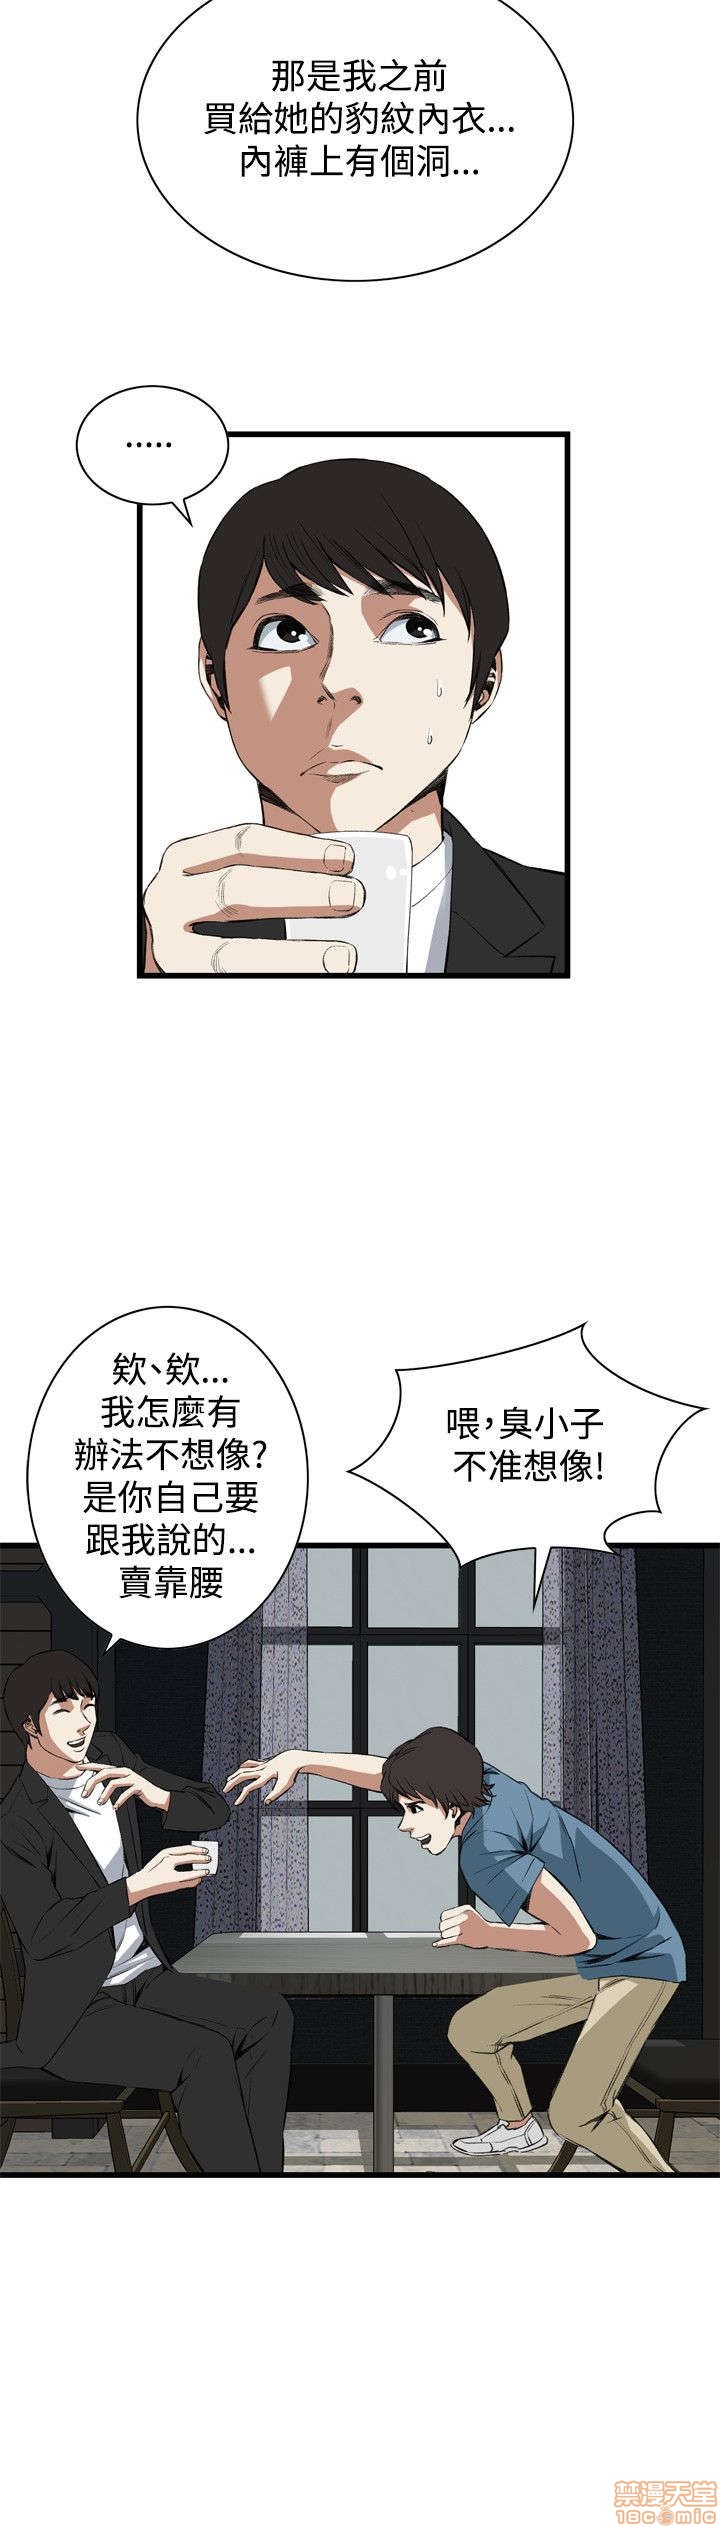 那是我之前
買給她的豹紋內衣...
內褲上有個洞...
.....
欸、欸...
我怎麼有
辦法不想像?
是你自己要
跟我說的...
賣靠腰
喂,臭小子
不准想像!
禁漫天堂
18comic